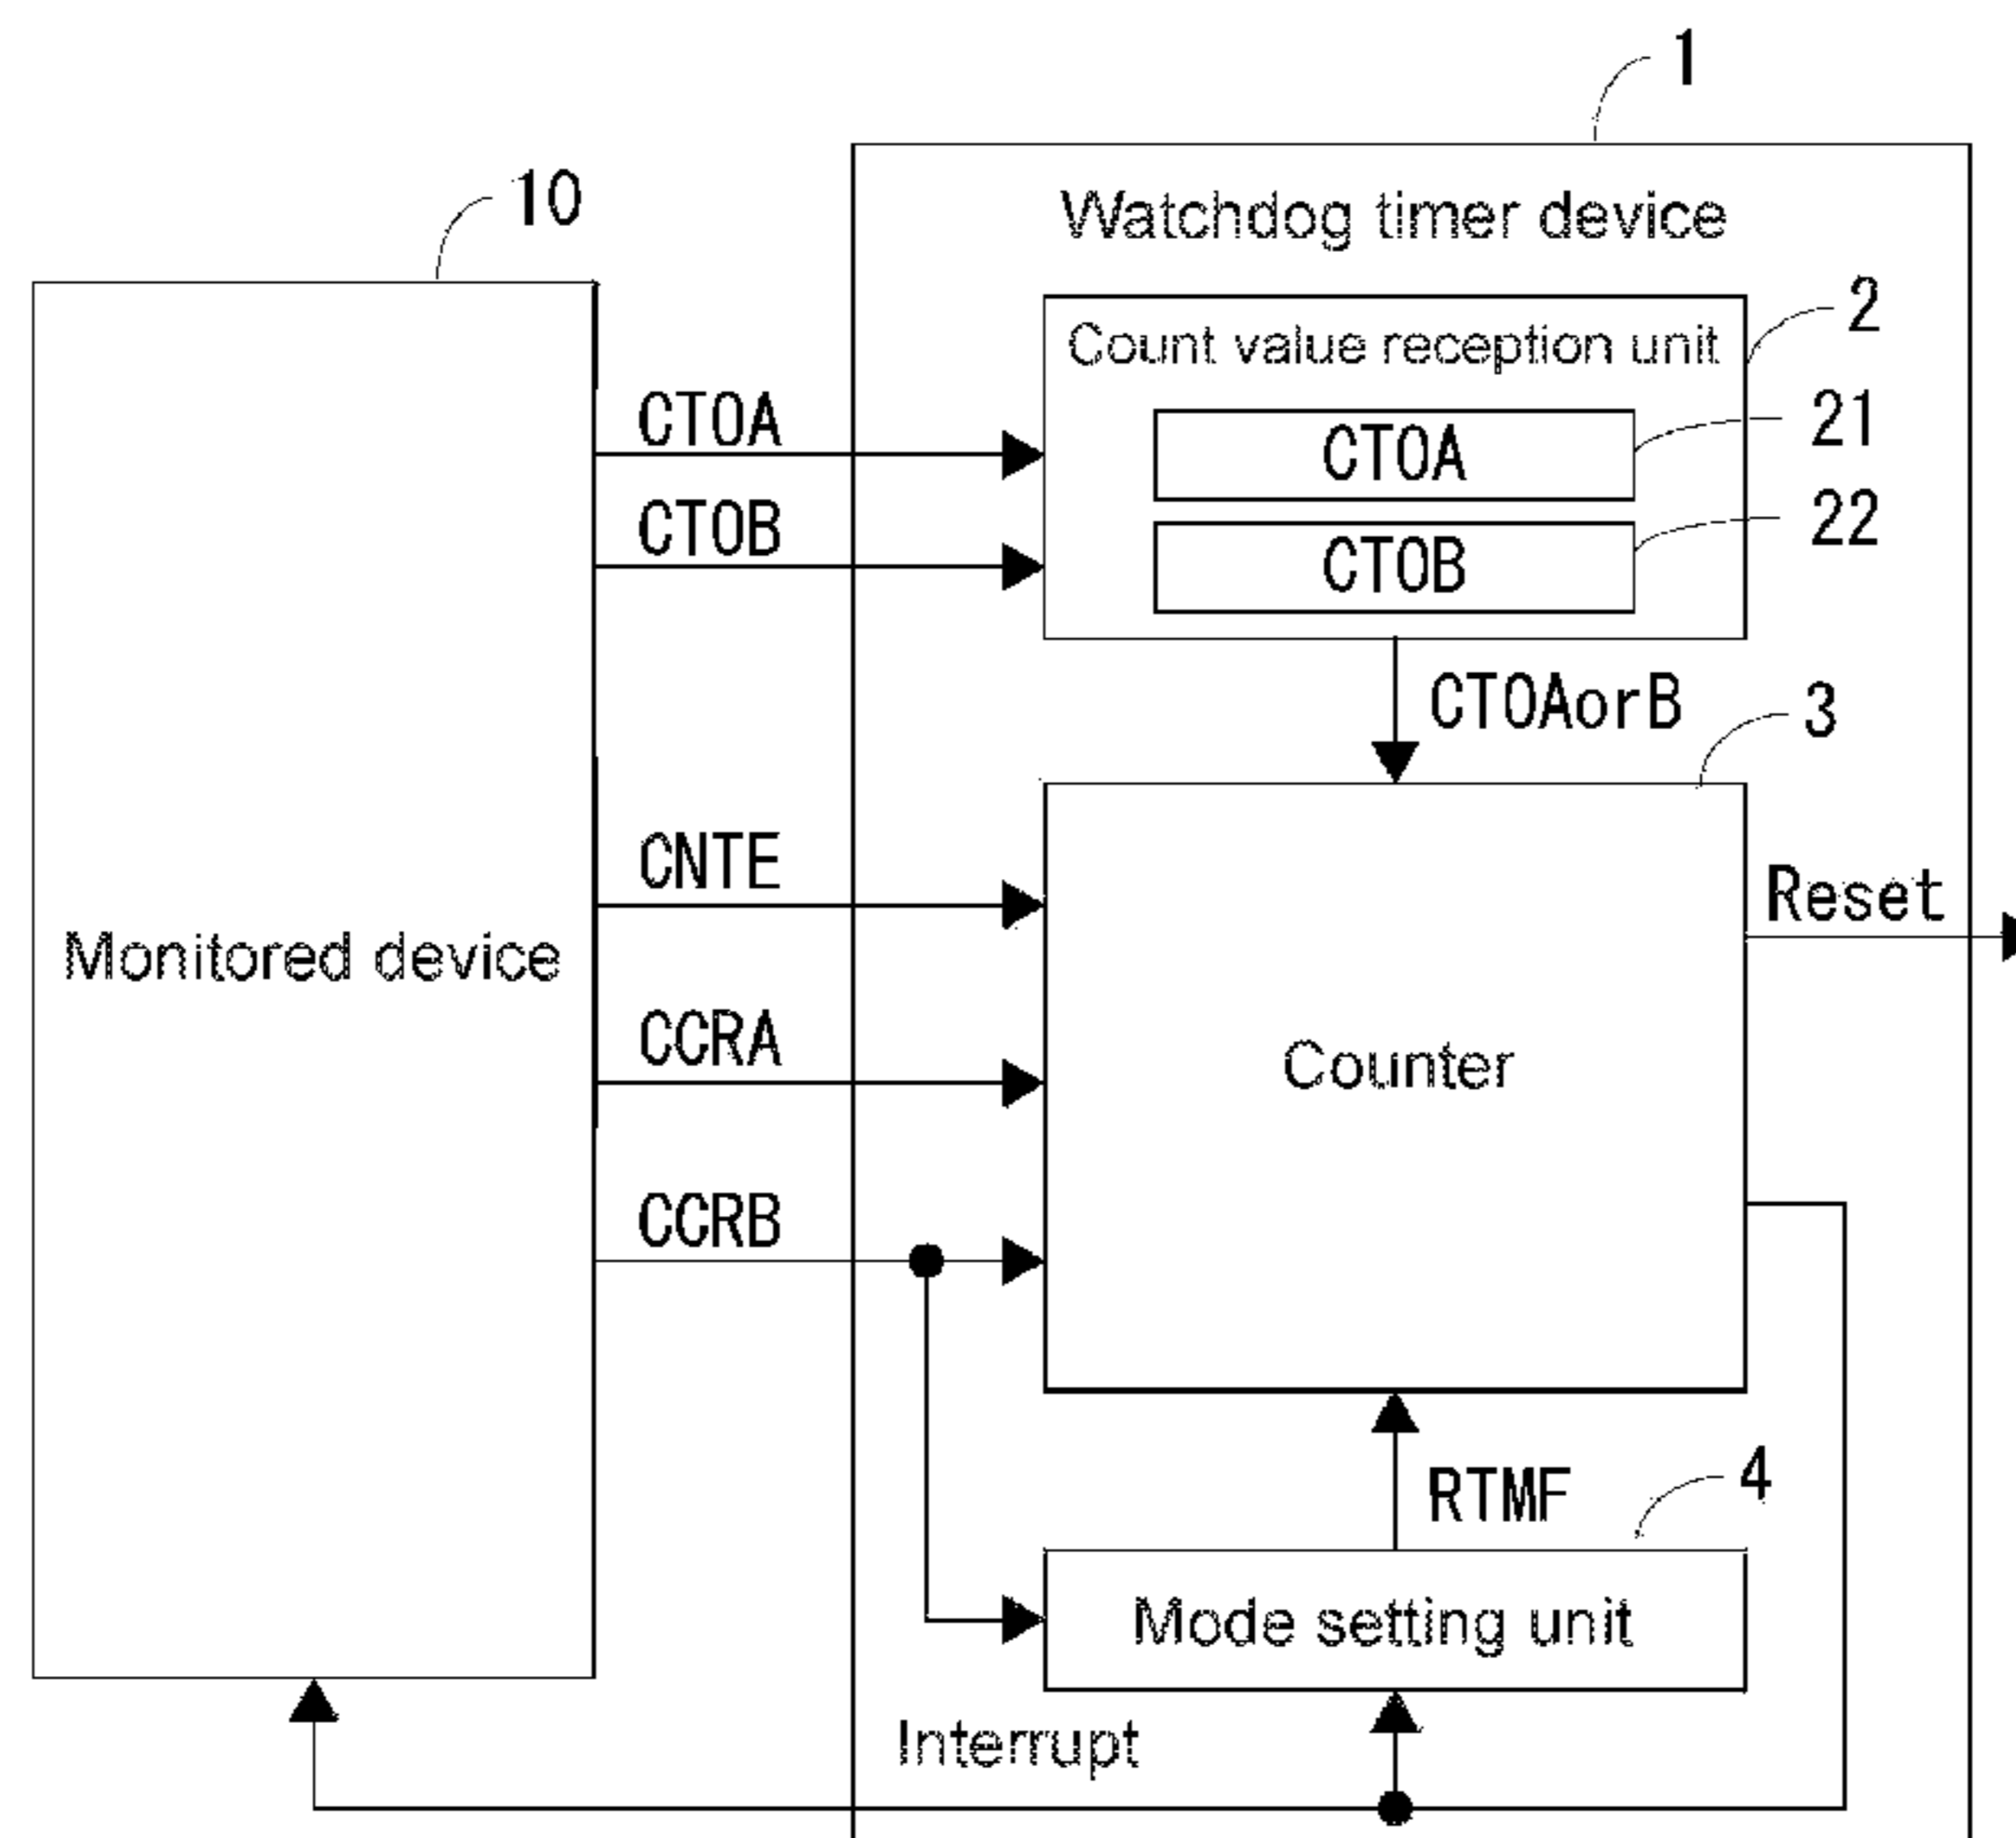 1
10
Watchdog timer device
2
Count value reception unit
CTOA
21
CTOA
CTOB
22
CTOB
CTOAorB
3
CNTE
Reset
Monitored device
CCRA
Counter
CCRB
RTMF
4
Mode setting unit
Interrupt